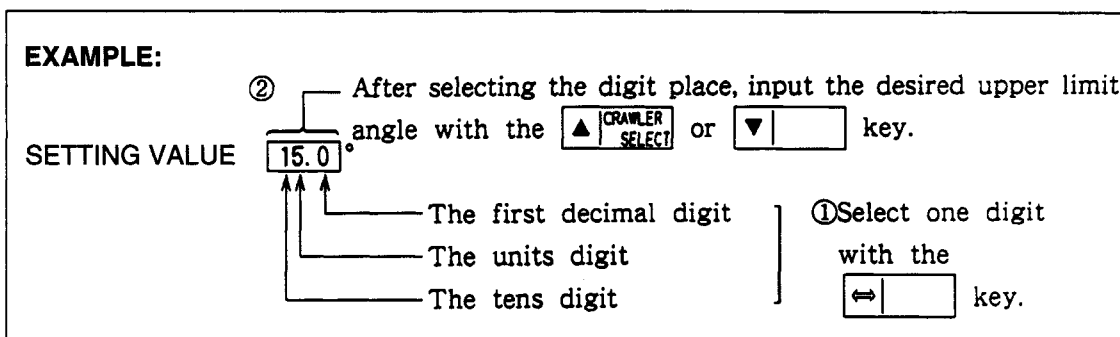 EXAMPLE:
② After selecting the digit place, input the desired upper limit
angle with the ▲ CRAWLER SELECT or ▼ key.
SETTING VALUE 15.0°
The first decimal digit
The units digit
The tens digit
①Select one digit
with the
⇔ key.